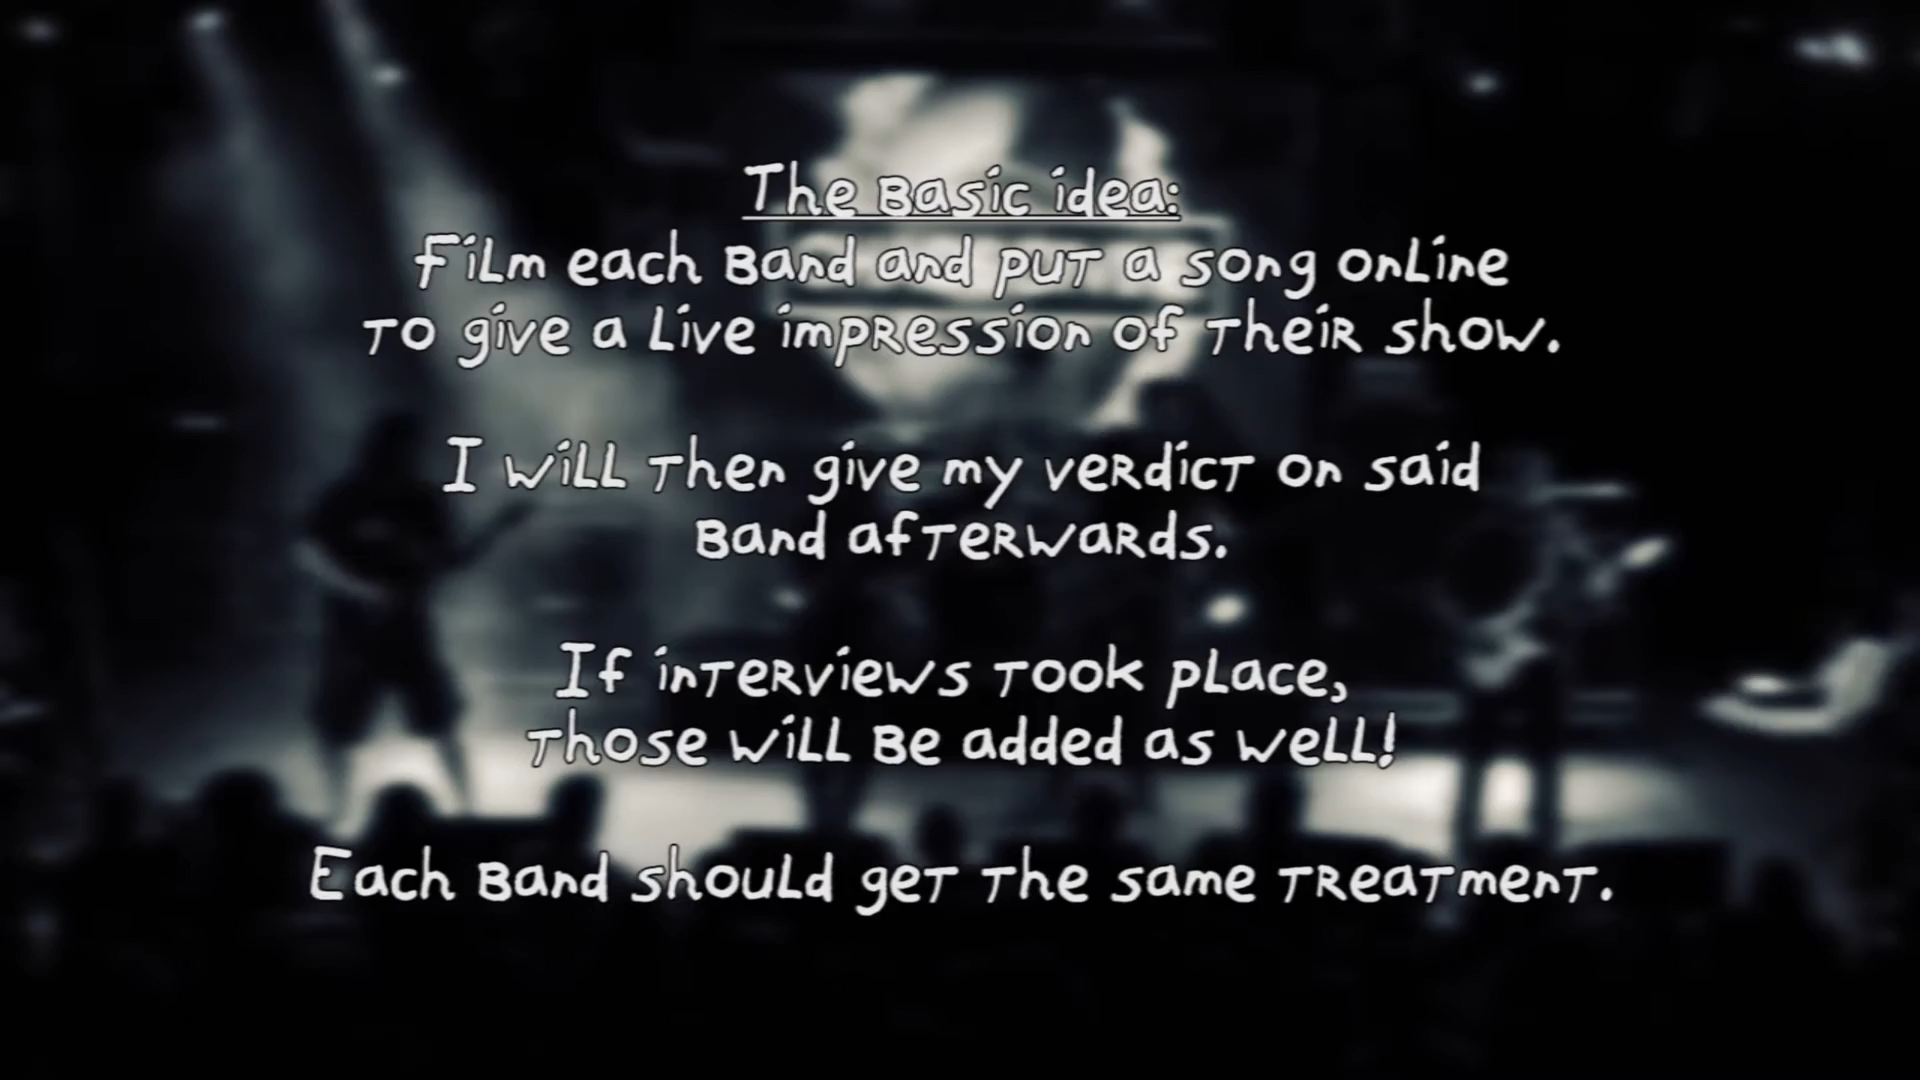 The Basic idea:
Film each Band and put a song online
to give a Live impression of their show.
I will then give my verdict on said
Band afterwards.
If interviews took place,
those will Be added as well!
Each Band should get the same treatment.